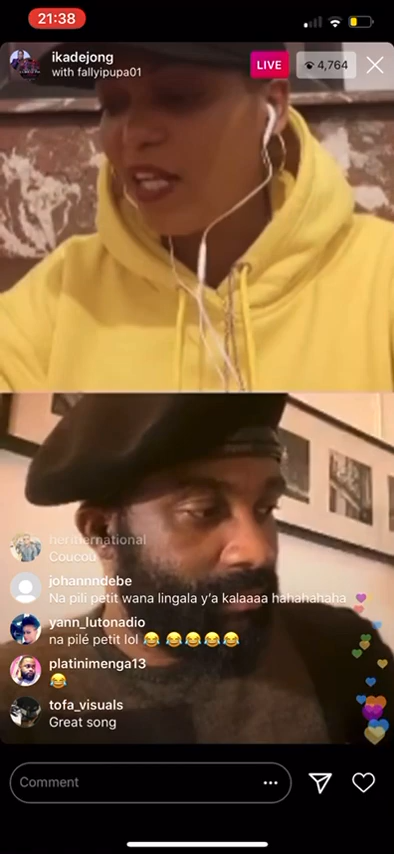 21:38
ikadejong
with fallyipupa01
LIVE
4,764
heritiernational
Coucou
johannndebe
Na pili petit wana lingala y'a kalaaaa hahahahaha
yann_lutonadio
na pilé petit lol 😂 😂😂😂😂
platinimenga13
😂
tofa_visuals
Great song
Comment